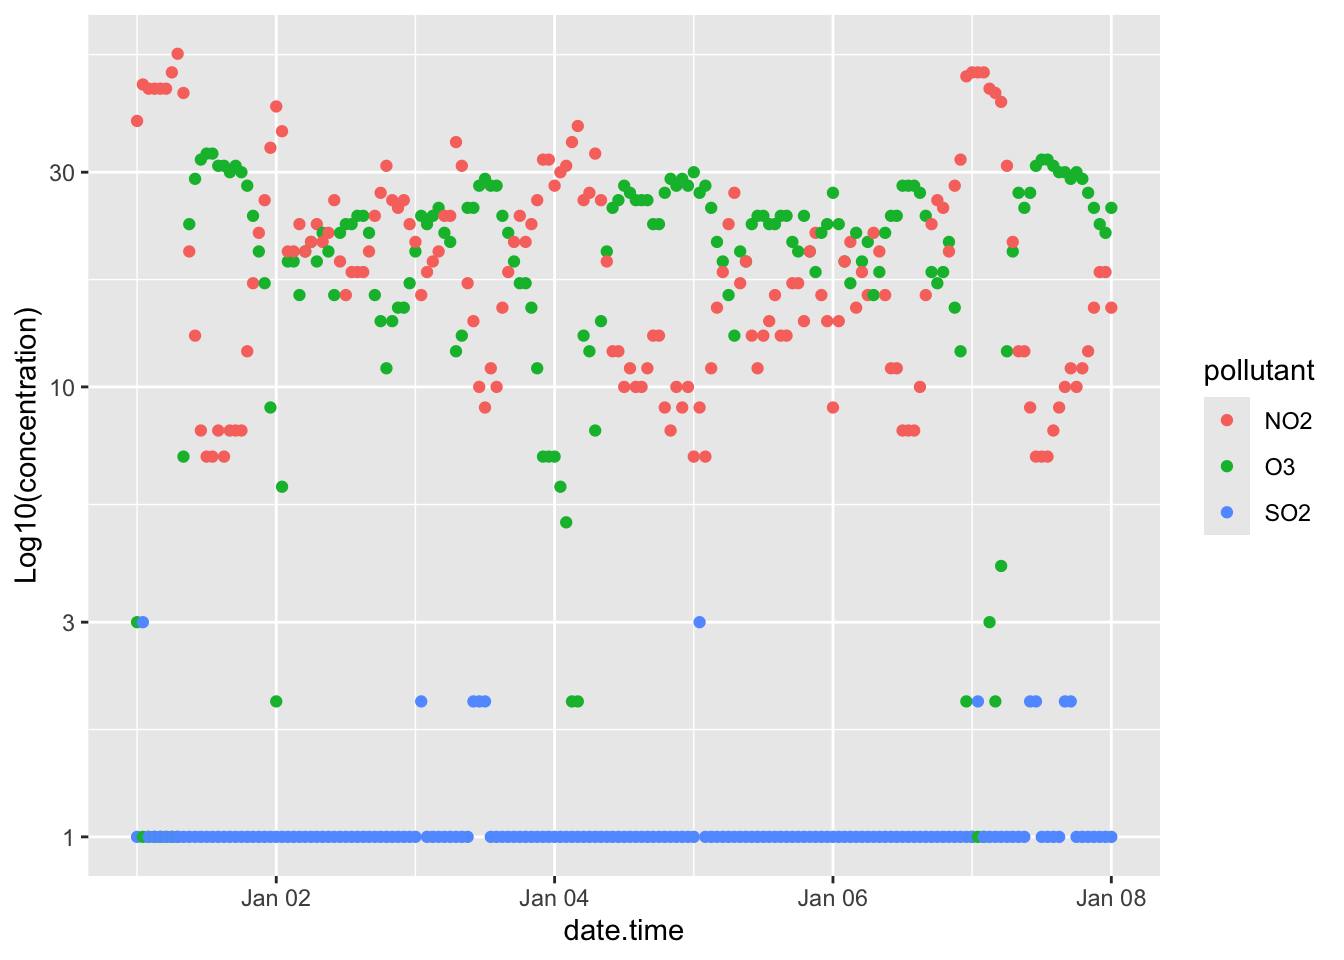 Log10(concentration)
30
10
3
1
Jan 02
Jan 04
Jan 06
Jan 08
date.time
pollutant
NO2
O3
SO2